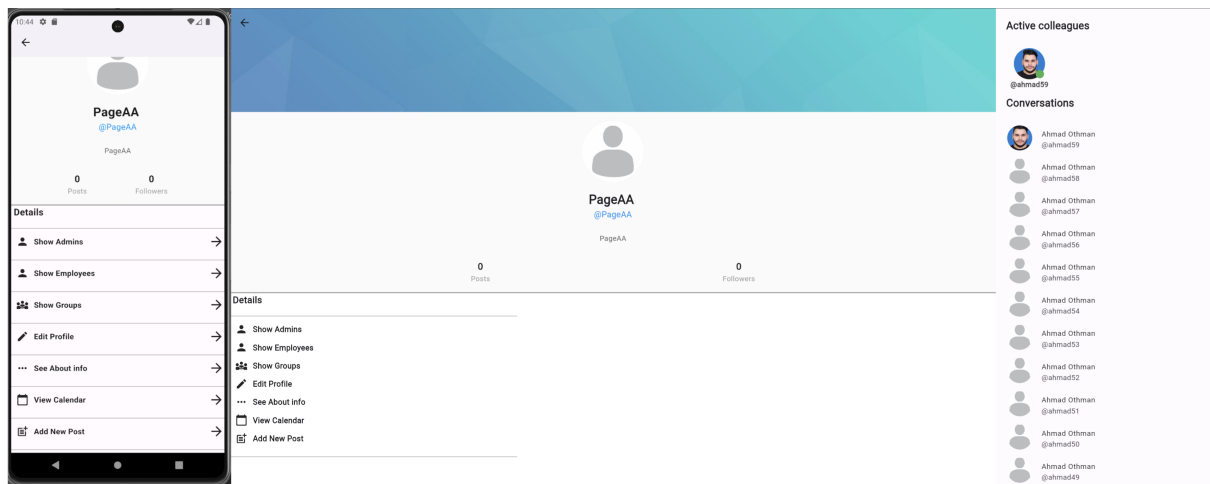 10:44
PageAA
@PageAA
PageAA
0 0
Posts Followers
Details
Show Admins
Show Employees
Show Groups
Edit Profile
See About info
View Calendar
Add New Post
PageAA
@PageAA
PageAA
0 0
Posts Followers
Details
Show Admins
Show Employees
Show Groups
Edit Profile
See About info
View Calendar
Add New Post
Active colleagues
@ahmad59
Conversations
Ahmad Othman
@ahmad59
Ahmad Othman
@ahmad58
Ahmad Othman
@ahmad57
Ahmad Othman
@ahmad56
Ahmad Othman
@ahmad55
Ahmad Othman
@ahmad54
Ahmad Othman
@ahmad53
Ahmad Othman
@ahmad52
Ahmad Othman
@ahmad51
Ahmad Othman
@ahmad50
Ahmad Othman
@ahmad49